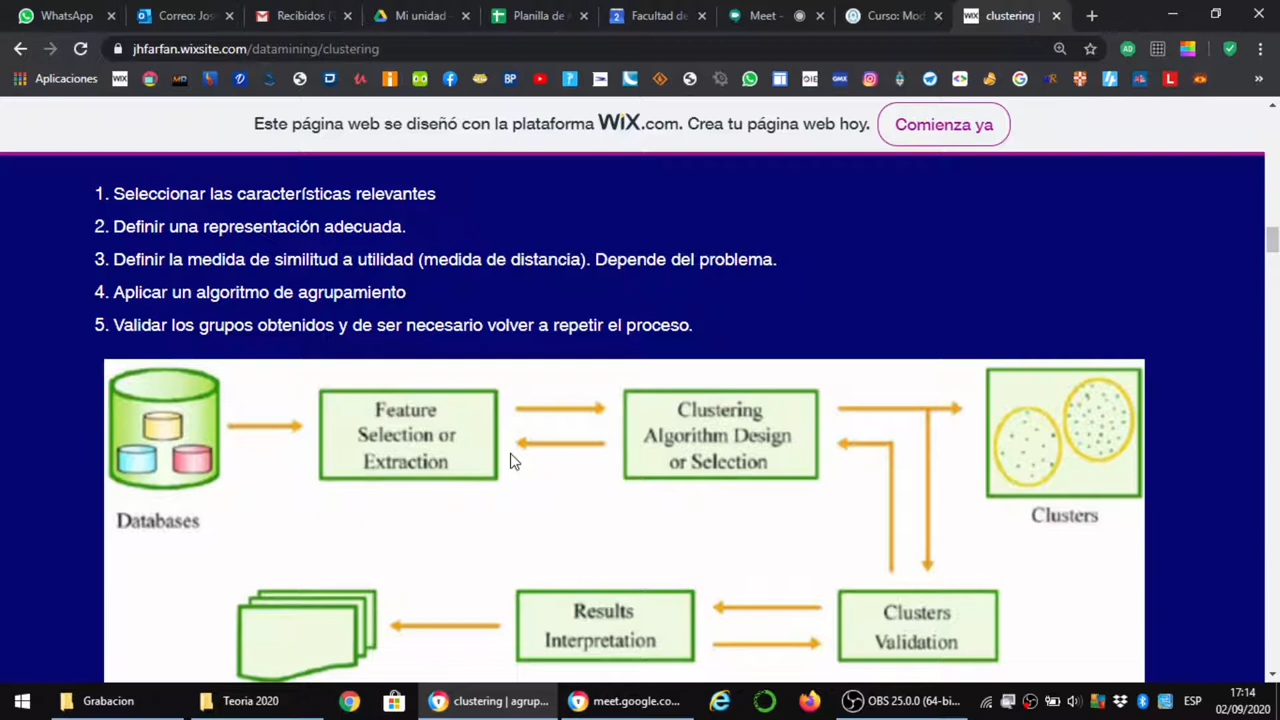 WhatsApp
Correo: Jos
Recibidos (
Mi unidad -
Planilla de A
Facultad de
Meet -
Curso: Mod
clustering |
jhfarfan.wixsite.com/datamining/clustering
Aplicaciones
Este página web se diseñó con la plataforma WiX.com. Crea tu página web hoy.
Comienza ya
1. Seleccionar las características relevantes
2. Definir una representación adecuada.
3. Definir la medida de similitud a utilidad (medida de distancia). Depende del problema.
4. Aplicar un algoritmo de agrupamiento
5. Validar los grupos obtenidos y de ser necesario volver a repetir el proceso.
Feature
Selection or
Extraction
Clustering
Algorithm Design
or Selection
Databases
Clusters
Results
Interpretation
Clusters
Validation
Grabacion
Teoria 2020
clustering | agrup...
meet.google.co...
OBS 25.0.0 (64-bi...
ESP
17:14
02/09/2020